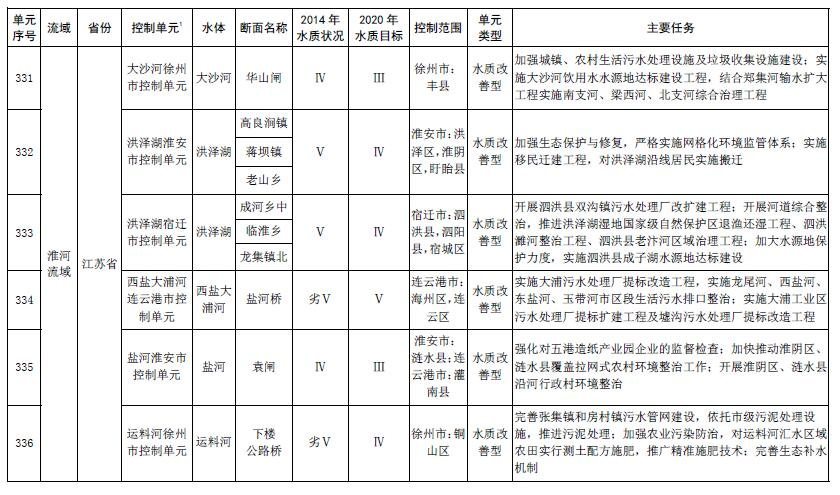 单元
序号
流域
省份
控制单元1
水体
断面名称
2014 年
水质状况
2020 年
水质目标
控制范围
单元
类型
主要任务
淮河
流域
江苏省
331
大沙河徐州
市控制单元
大沙河
华山闸
Ⅳ
Ⅲ
徐州市：
丰县
水质改
善型
加强城镇、农村生活污水处理设施及垃圾收集设施建设；实
施大沙河饮用水水源地达标建设工程，结合郑集河输水扩大
工程实施南支河、梁西河、北支河综合治理工程
332
洪泽湖淮安
市控制单元
洪泽湖
高良涧镇
蒋坝镇
老山乡
Ⅴ
Ⅳ
淮安市：洪
泽区，淮阴
区，盱眙县
水质改
善型
加强生态保护与修复，严格实施网格化环境监管体系；实施
移民迁建工程，对洪泽湖沿线居民实施搬迁
333
洪泽湖宿迁
市控制单元
洪泽湖
成河乡中
临淮乡
龙集镇北
Ⅴ
Ⅳ
宿迁市：泗
洪县，泗阳
县，宿城区
水质改
善型
开展泗洪县双沟镇污水处理厂改扩建工程；开展河道综合整
治，推进洪泽湖湿地国家级自然保护区退渔还湿工程、泗洪
濉河整治工程、泗洪县老汴河区域治理工程；加大水源地保
护力度，实施泗洪县成子湖水源地达标建设
334
西盐大浦河
连云港市控
制单元
西盐大
浦河
盐河桥
劣Ⅴ
Ⅴ
连云港市：
海州区，连
云区
水质改
善型
实施大浦污水处理厂提标改造工程，实施龙尾河、西盐河、
东盐河、玉带河市区段生活污水排口整治；实施大浦工业区
污水处理厂提标扩建工程及墟沟污水处理厂提标改造工程
335
盐河淮安市
控制单元
盐河
袁闸
Ⅳ
Ⅲ
淮安市：
涟水县；连
云港市：灌
南县
水质改
善型
强化对五港造纸产业园企业的监督检查；加快推动淮阴区、
涟水县覆盖拉网式农村环境整治工作；开展淮阴区、涟水县
沿河行政村环境整治
336
运料河徐州
市控制单元
运料河
下楼
公路桥
劣Ⅴ
Ⅳ
徐州市：铜
山区
水质改
善型
完善张集镇和房村镇污水管网建设，依托市级污泥处理设
施，推进污泥处理；加强农业污染防治，对运料河汇水区域
农田实行测土配方施肥，推广精准施肥技术；完善生态补水
机制